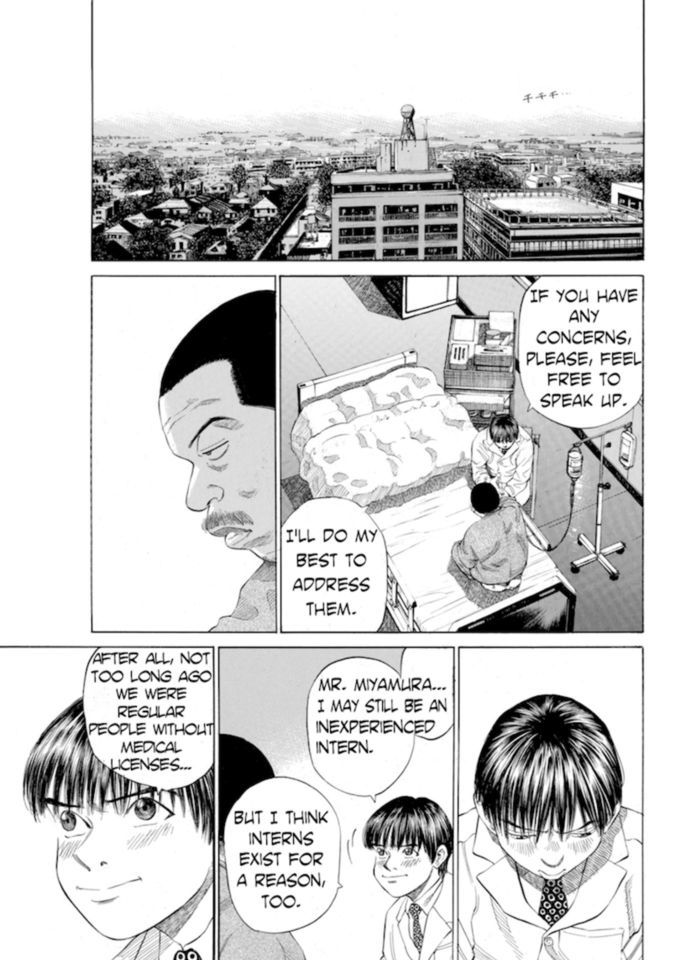 チチチ…
IF YOU HAVE
ANY
CONCERNS,
PLEASE, FEEL
FREE TO
SPEAK UP.
I'LL DO MY
BEST TO
ADDRESS
THEM.
MR. MIYAMURA...
I MAY STILL BE AN
INEXPERIENCED
INTERN.
BUT I THINK
INTERNS
EXIST FOR
A REASON,
TOO.
AFTER ALL, NOT
TOO LONG AGO
WE WERE
REGULAR
PEOPLE WITHOUT
MEDICAL
LICENSES...